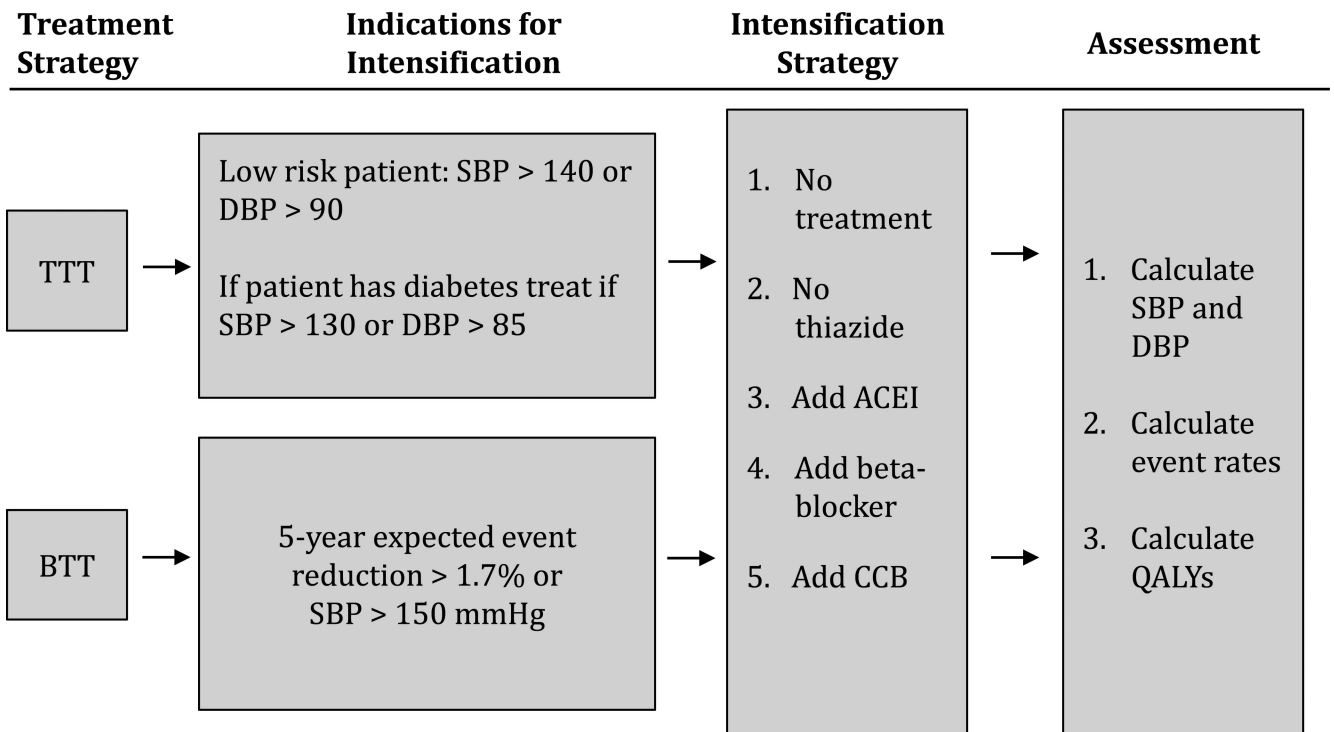 Treatment
Strategy
Indications for
Intensification
Intensification
Strategy
Assessment
TTT
Low risk patient: SBP > 140 or
DBP > 90
If patient has diabetes treat if
SBP > 130 or DBP > 85
BTT
5-year expected event
reduction > 1.7% or
SBP > 150 mmHg
1. No
treatment
2. No
thiazide
3. Add ACEI
4. Add beta-
blocker
5. Add CCB
1. Calculate
SBP and
DBP
2. Calculate
event rates
3. Calculate
QALYs